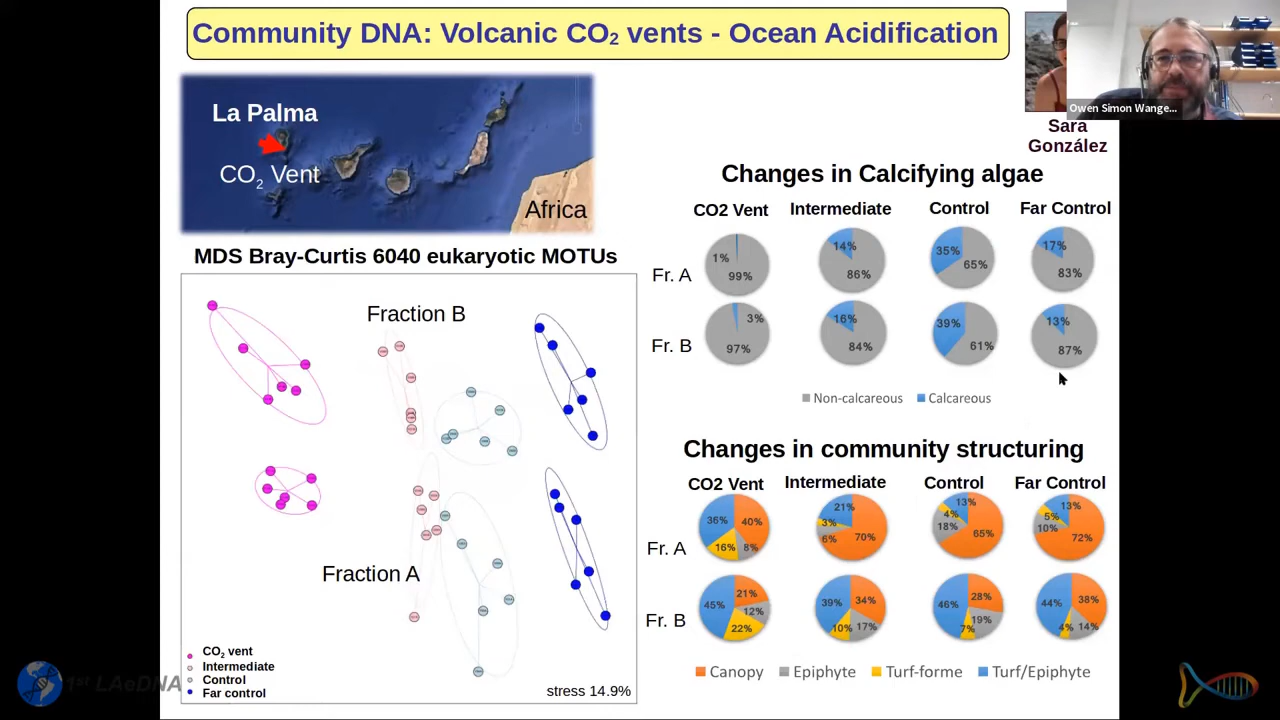 Community DNA: Volcanic CO₂ vents - Ocean Acidification
Owen Simon Wange...
Sara
González
La Palma
CO₂ Vent
Africa
MDS Bray-Curtis 6040 eukaryotic MOTUs
Fraction B
Fraction A
CO₂ vent
Intermediate
Control
Far control
stress 14.9%
Changes in Calcifying algae
CO2 Vent Intermediate Control Far Control
Fr. A
1% 99% 14% 86% 35% 65% 17% 83%
Fr. B
3% 97% 16% 84% 39% 61% 13% 87%
Non-calcareous Calcareous
Changes in community structuring
CO2 Vent Intermediate Control Far Control
Fr. A
36% 40% 16% 8% 21% 3% 6% 70% 13% 4% 18% 65% 13% 5% 10% 72%
Fr. B
45% 21% 12% 22% 39% 34% 10% 17% 46% 28% 7% 19% 44% 38% 4% 14%
Canopy Epiphyte Turf-forme Turf/Epiphyte
1st LAeDNA